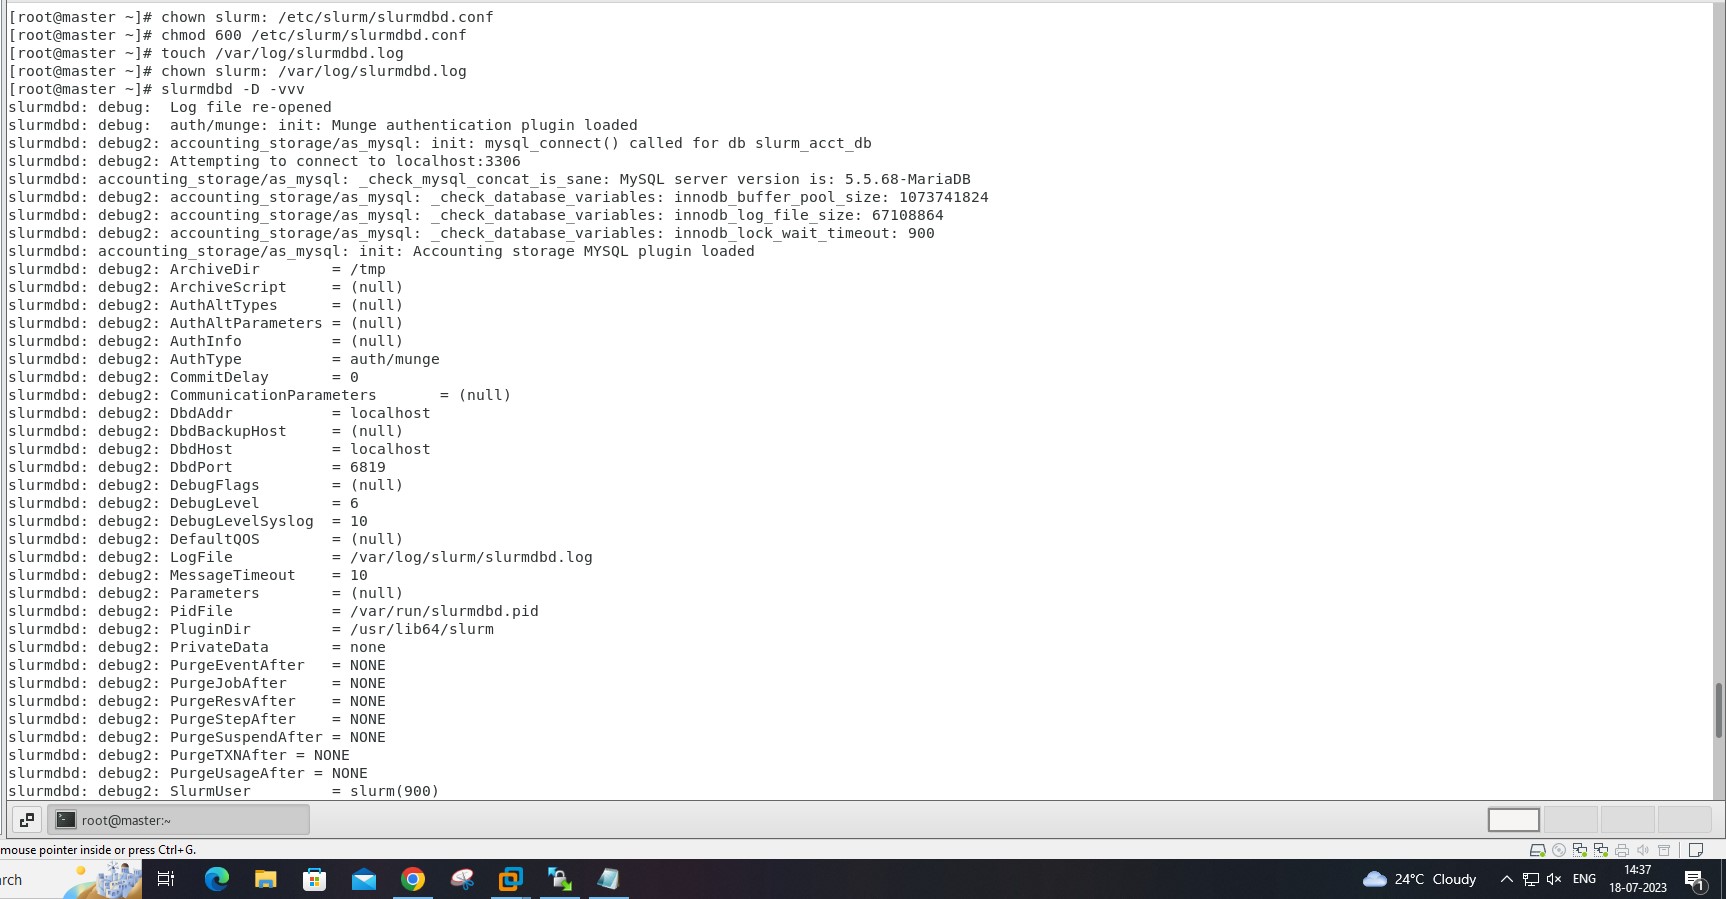 [root@master ~]# chown slurm: /etc/slurm/slurmdbd.conf
[root@master ~]# chmod 600 /etc/slurm/slurmdbd.conf
[root@master ~]# touch /var/log/slurmdbd.log
[root@master ~]# chown slurm: /var/log/slurmdbd.log
[root@master ~]# slurmdbd -D -vvv
slurmdbd: debug:  Log file re-opened
slurmdbd: debug:  auth/munge: init: Munge authentication plugin loaded
slurmdbd: debug2: accounting_storage/as_mysql: init: mysql_connect() called for db slurm_acct_db
slurmdbd: debug2: Attempting to connect to localhost:3306
slurmdbd: accounting_storage/as_mysql: _check_mysql_concat_is_sane: MySQL server version is: 5.5.68-MariaDB
slurmdbd: debug2: accounting_storage/as_mysql: _check_database_variables: innodb_buffer_pool_size: 1073741824
slurmdbd: debug2: accounting_storage/as_mysql: _check_database_variables: innodb_log_file_size: 67108864
slurmdbd: debug2: accounting_storage/as_mysql: _check_database_variables: innodb_lock_wait_timeout: 900
slurmdbd: accounting_storage/as_mysql: init: Accounting storage MYSQL plugin loaded
slurmdbd: debug2: ArchiveDir        = /tmp
slurmdbd: debug2: ArchiveScript     = (null)
slurmdbd: debug2: AuthAltTypes      = (null)
slurmdbd: debug2: AuthAltParameters = (null)
slurmdbd: debug2: AuthInfo          = (null)
slurmdbd: debug2: AuthType          = auth/munge
slurmdbd: debug2: CommitDelay       = 0
slurmdbd: debug2: CommunicationParameters       = (null)
slurmdbd: debug2: DbdAddr           = localhost
slurmdbd: debug2: DbdBackupHost     = (null)
slurmdbd: debug2: DbdHost           = localhost
slurmdbd: debug2: DbdPort           = 6819
slurmdbd: debug2: DebugFlags        = (null)
slurmdbd: debug2: DebugLevel        = 6
slurmdbd: debug2: DebugLevelSyslog  = 10
slurmdbd: debug2: DefaultQOS        = (null)
slurmdbd: debug2: LogFile           = /var/log/slurm/slurmdbd.log
slurmdbd: debug2: MessageTimeout    = 10
slurmdbd: debug2: Parameters        = (null)
slurmdbd: debug2: PidFile           = /var/run/slurmdbd.pid
slurmdbd: debug2: PluginDir         = /usr/lib64/slurm
slurmdbd: debug2: PrivateData       = none
slurmdbd: debug2: PurgeEventAfter   = NONE
slurmdbd: debug2: PurgeJobAfter     = NONE
slurmdbd: debug2: PurgeResvAfter    = NONE
slurmdbd: debug2: PurgeStepAfter    = NONE
slurmdbd: debug2: PurgeSuspendAfter = NONE
slurmdbd: debug2: PurgeTXNAfter = NONE
slurmdbd: debug2: PurgeUsageAfter = NONE
slurmdbd: debug2: SlurmUser         = slurm(900)
root@master:~
mouse pointer inside or press Ctrl+G.
rch
24°C Cloudy
ENG
14:37
18-07-2023
1